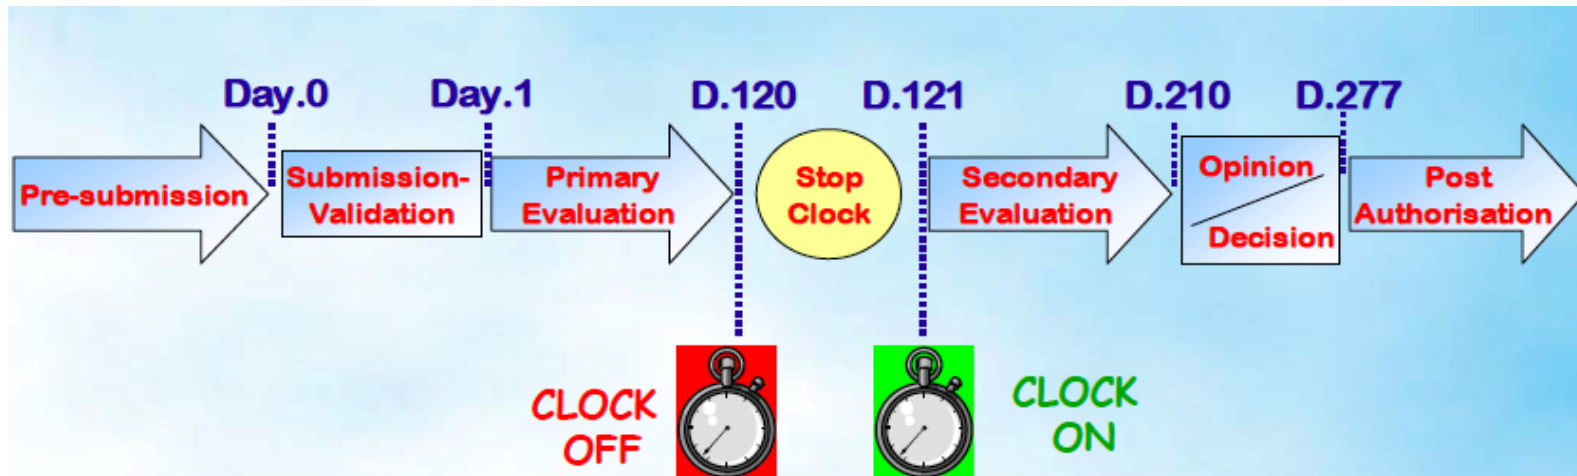 Day.0
Day.1
D.120
D.121
D.210
D.277
Pre-submission
Submission-
Validation
Primary
Evaluation
Stop
Clock
Secondary
Evaluation
Opinion
Decision
Post
Authorisation
CLOCK
OFF
CLOCK
ON